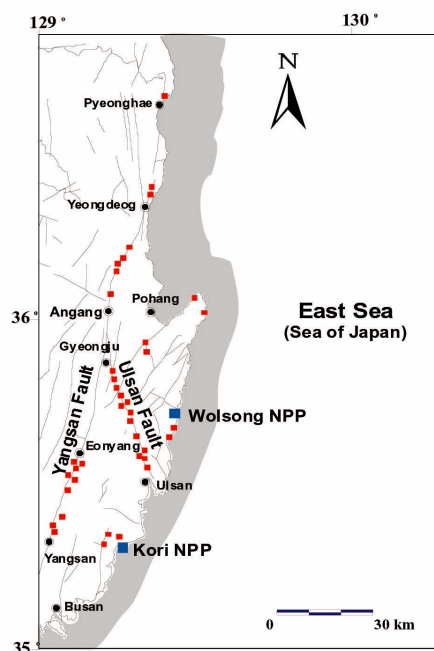 129 °
130 °
N
Pyeonghae
Yeongdeog
Pohang
Angang
36 °
East Sea
(Sea of Japan)
Gyeongju
Ulsan Fault
Yangsan Fault
Wolsong NPP
Eonyang
Ulsan
Yangsan
Kori NPP
Busan
0 30 km
35 °